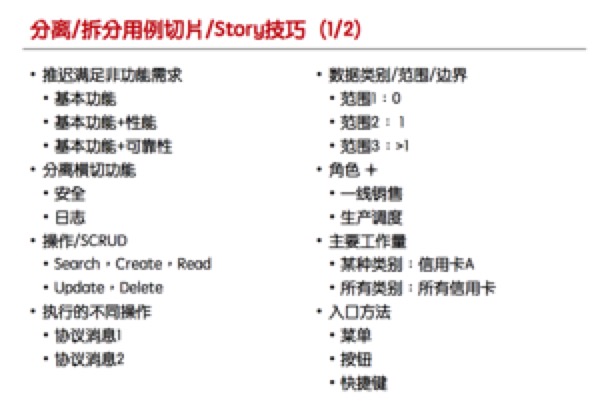 分离/拆分用例切片/Story技巧（1/2）
• 推迟满足非功能需求
• 基本功能
• 基本功能+性能
• 基本功能+可靠性
• 分离横切功能
• 安全
• 日志
• 操作/SCRUD
• Search，Create，Read
• Update，Delete
• 执行的不同操作
• 协议消息1
• 协议消息2
• 数据类别/范围/边界
• 范围1：0
• 范围2： 1
• 范围3：>1
• 角色 +
• 一线销售
• 生产调度
• 主要工作量
• 某种类别：信用卡A
• 所有类别：所有信用卡
• 入口方法
• 菜单
• 按钮
• 快捷键